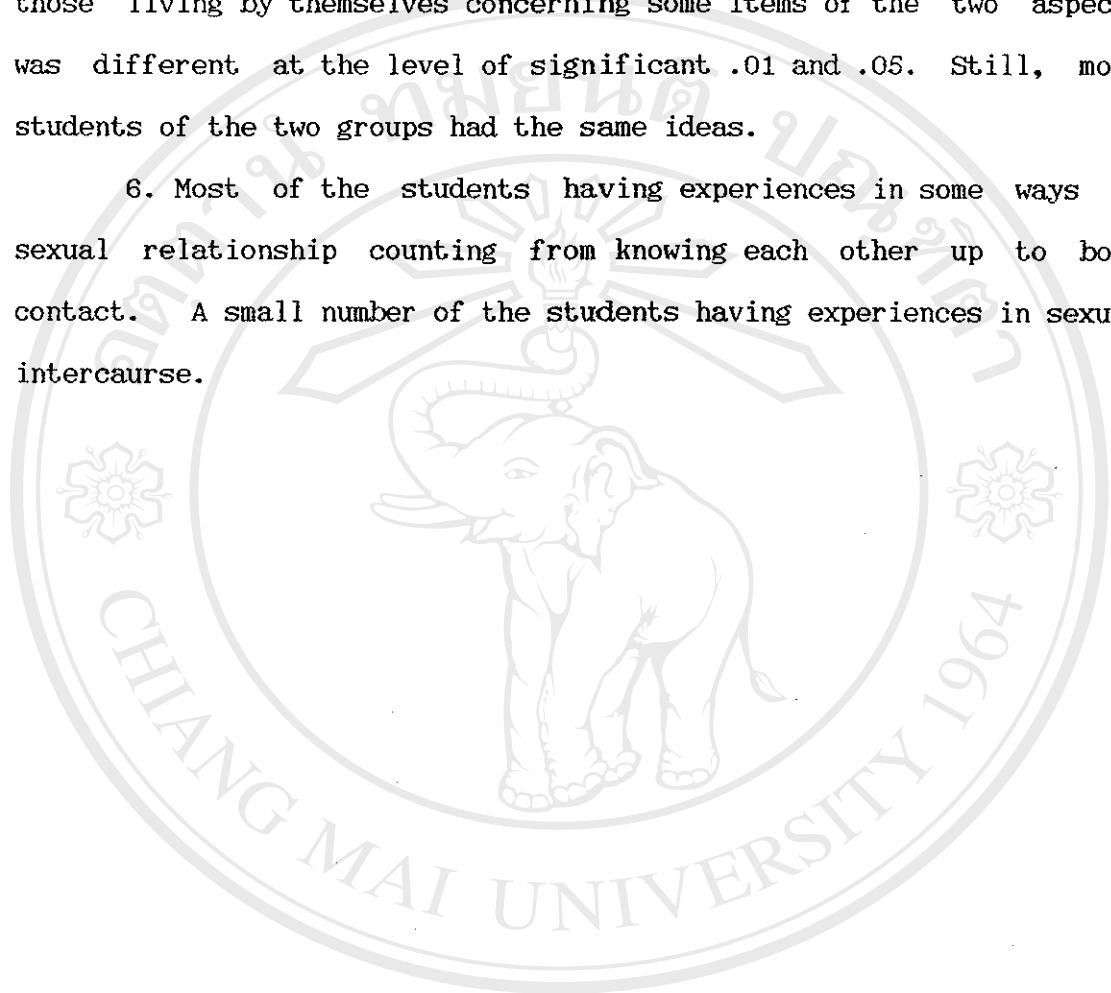 those living by themselves concerning some items of the two aspec
was different at the level of significant .01 and .05. Still, mo
students of the two groups had the same ideas.
6. Most of the students having experiences in some ways
sexual relationship counting from knowing each other up to bo
contact. A small number of the students having experiences in sexu
intercaurse.
CHIANG MAI UNIVERSITY 1964